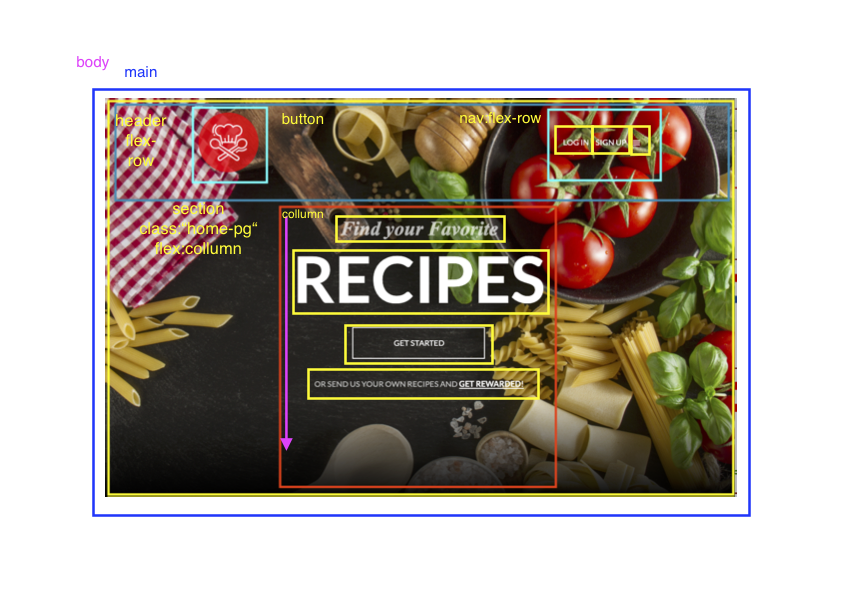 body
main
header
flex-
row
button
nav:flex-row
LOG IN
SIGN UP
section
class:"home-pg“
flex:collumn
collumn
Find your Favorite
RECIPES
GET STARTED
OR SEND US YOUR OWN RECIPES AND GET REWARDED!